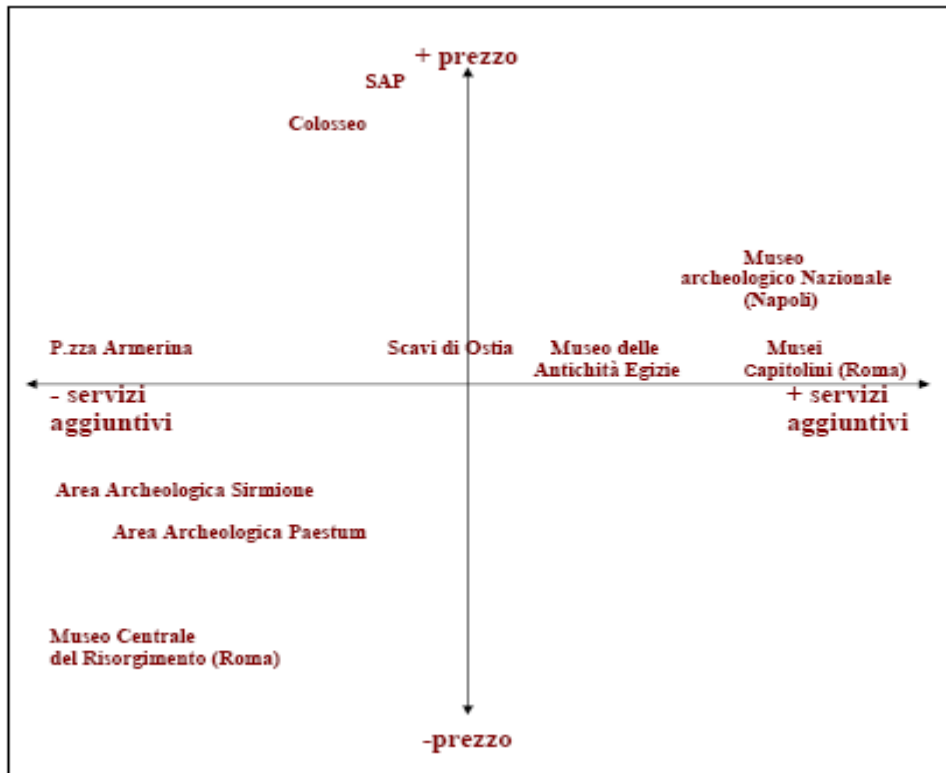 + prezzo
SAP
Colosseo
Museo
archeologico Nazionale
(Napoli)
P.zza Armerina
Scavi di Ostia
Museo delle
Antichità Egizie
Musei
Capitolini (Roma)
- servizi
aggiuntivi
+ servizi
aggiuntivi
Area Archeologica Sirmione
Area Archeologica Paestum
Museo Centrale
del Risorgimento (Roma)
-prezzo